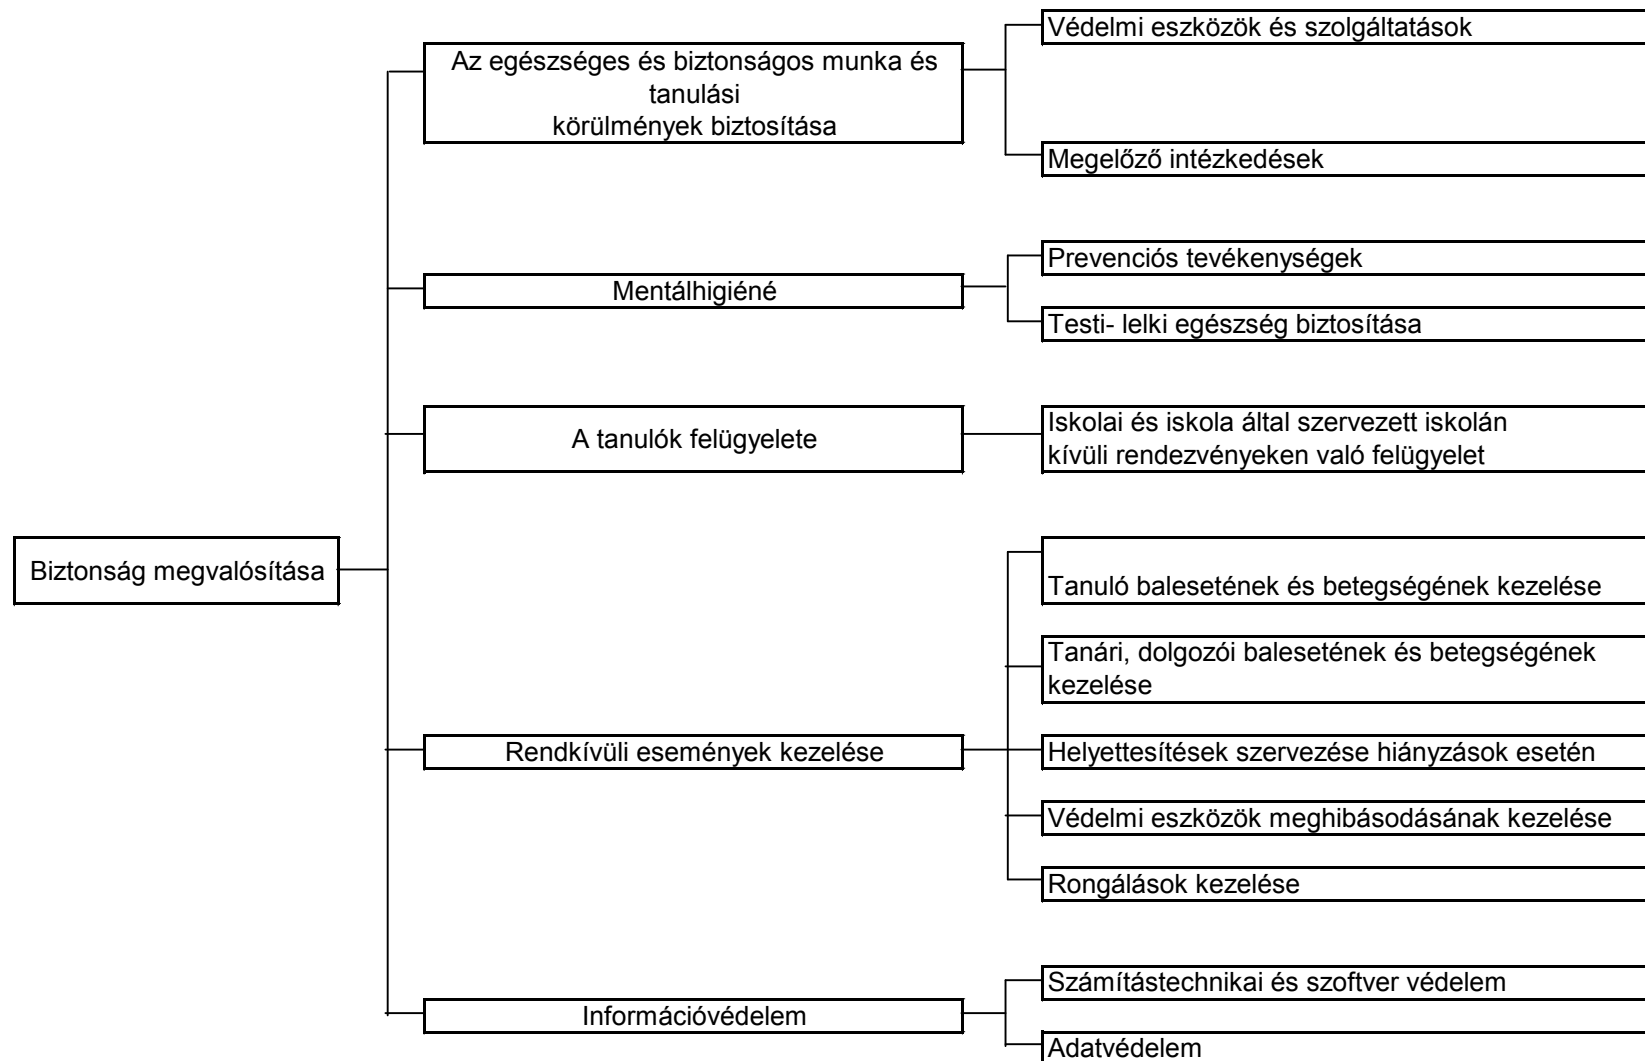 Védelmi eszközök és szolgáltatások
Az egészséges és biztonságos munka és
tanulási
körülmények biztosítása
Megelőző intézkedések
Prevenciós tevékenységek
Mentálhigiéné
Testi- lelki egészség biztosítása
A tanulók felügyelete
Iskolai és iskola által szervezett iskolán
kívüli rendezvényeken való felügyelet
Biztonság megvalósítása
Tanuló balesetének és betegségének kezelése
Tanári, dolgozói balesetének és betegségének
kezelése
Rendkívüli események kezelése
Helyettesítések szervezése hiányzások esetén
Védelmi eszközök meghibásodásának kezelése
Rongálások kezelése
Számítástechnikai és szoftver védelem
Információvédelem
Adatvédelem